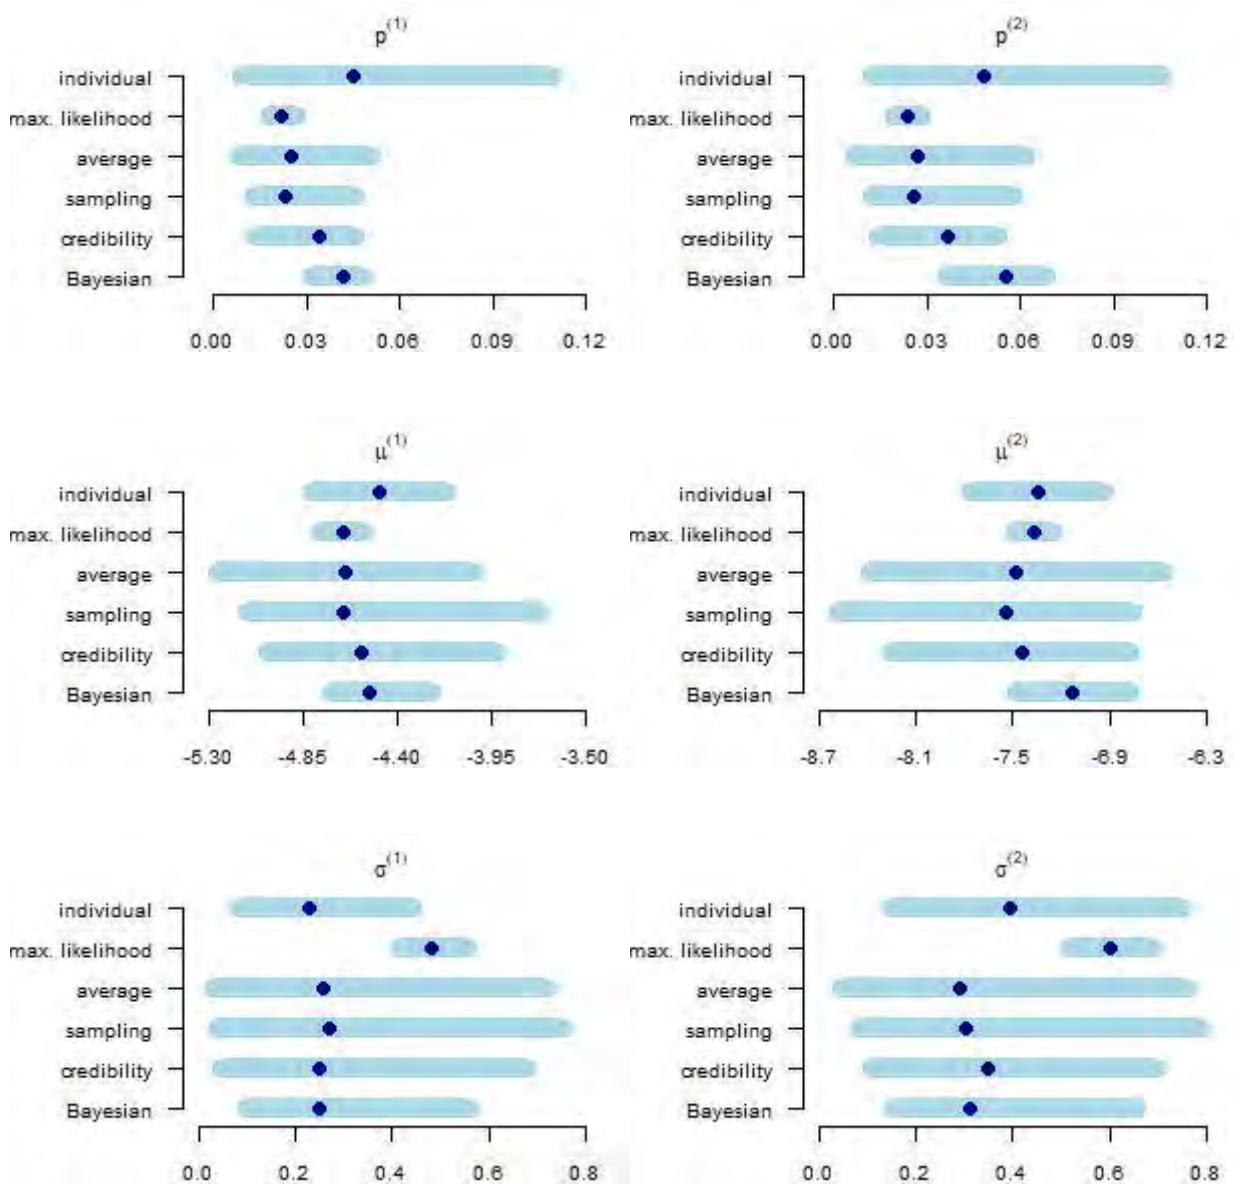 p(1)
individual
max. likelihood
average
sampling
credibility
Bayesian
0.00 0.03 0.06 0.09 0.12
p(2)
individual
max. likelihood
average
sampling
credibility
Bayesian
0.00 0.03 0.06 0.09 0.12
μ(1)
individual
max. likelihood
average
sampling
credibility
Bayesian
-5.30 -4.85 -4.40 -3.95 -3.50
μ(2)
individual
max. likelihood
average
sampling
credibility
Bayesian
-8.7 -8.1 -7.5 -6.9 -6.3
σ(1)
individual
max. likelihood
average
sampling
credibility
Bayesian
0.0 0.2 0.4 0.6 0.8
σ(2)
individual
max. likelihood
average
sampling
credibility
Bayesian
0.0 0.2 0.4 0.6 0.8